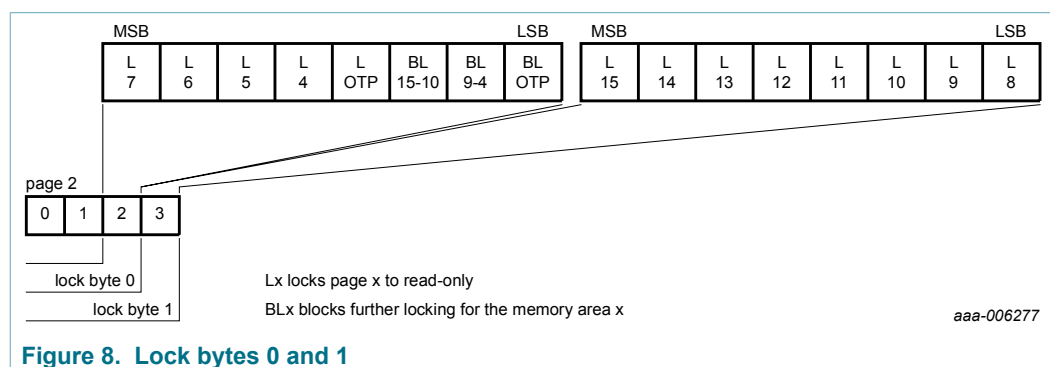 MSB LSB MSB LSB
L L L L L BL BL BL L L L L L L L L
7 6 5 4 OTP 15-10 9-4 OTP 15 14 13 12 11 10 9 8
page 2
0 1 2 3
lock byte 0 Lx locks page x to read-only
lock byte 1 BLx blocks further locking for the memory area x
aaa-006277
Figure 8. Lock bytes 0 and 1